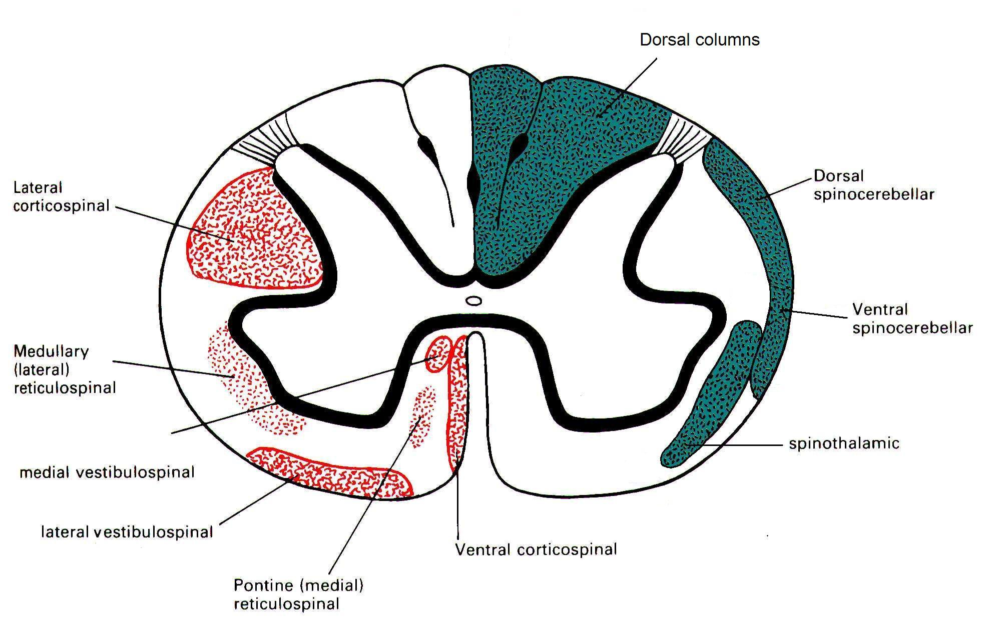 Dorsal columns
Dorsal
spinocerebellar
Lateral
corticospinal
Ventral
spinocerebellar
Medullary
(lateral)
reticulospinal
spinothalamic
medial vestibulospinal
lateral vestibulospinal
Ventral corticospinal
Pontine (medial)
reticulospinal